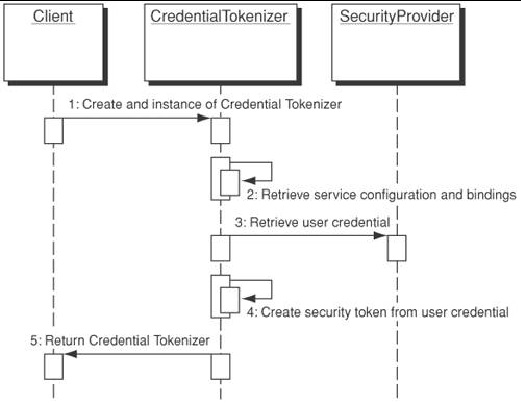 Client
CredentialTokenizer
SecurityProvider
1: Create and instance of Credential Tokenizer
2: Retrieve service configuration and bindings
3: Retrieve user credential
4: Create security token from user credential
5: Return Credential Tokenizer